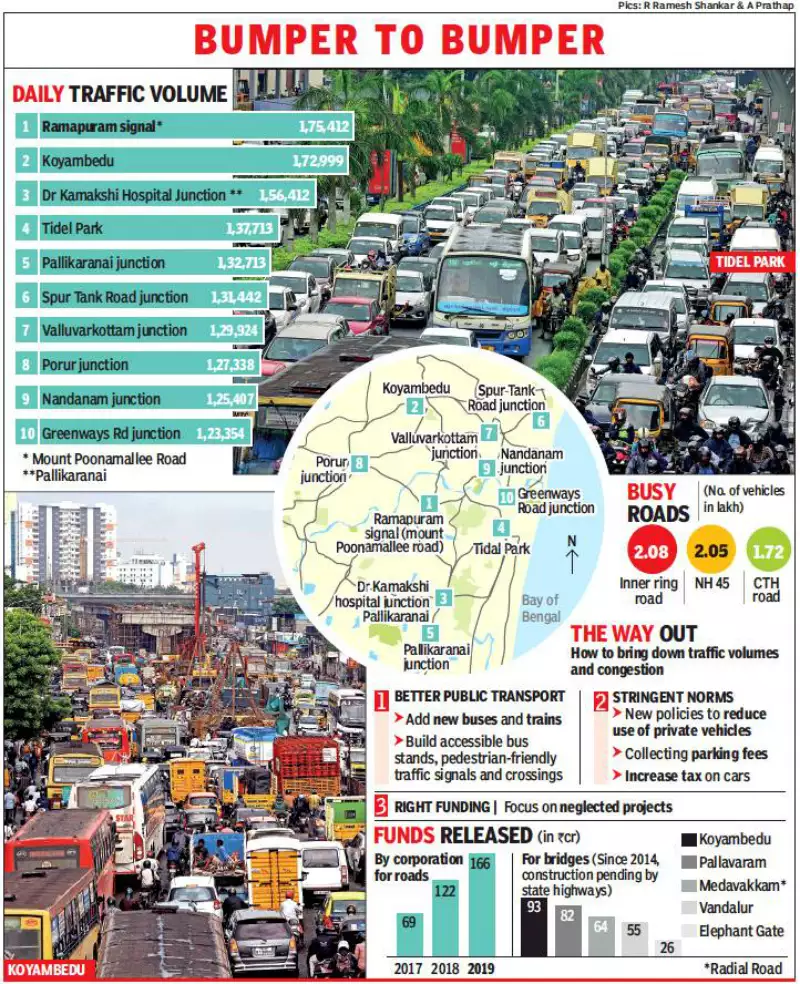 Pics: R Ramesh Shankar & A Prathap
BUMPER TO BUMPER
DAILY TRAFFIC VOLUME
1 Ramapuram signal* 1,75,412
2 Koyambedu 1,72,999
3 Dr Kamakshi Hospital Junction ** 1,56,412
4 Tidel Park 1,37,713
5 Pallikaranai junction 1,32,713
6 Spur Tank Road junction 1,31,442
7 Valluvarkottam junction 1,29,924
8 Porur junction 1,27,338
9 Nandanam junction 1,25,407
10 Greenways Rd junction 1,23,354
* Mount Poonamallee Road
**Pallikaranai
TIDEL PARK
Koyambedu
2
Spur Tank
Road junction
6
Valluvarkottam
junction
7
Nandanam
junction
9
Porur
junction
8
10
Greenways
Road junction
1
Ramapuram
signal (mount
Poonamallee road)
4
Tidal Park
N
Dr Kamakshi
hospital junction
Pallikaranai
3
5
Pallikaranai
junction
Bay of
Bengal
BUSY
ROADS
(No. of vehicles
in lakh)
2.08
Inner ring
road
2.05
NH 45
1.72
CTH
road
THE WAY OUT
How to bring down traffic volumes
and congestion
1 BETTER PUBLIC TRANSPORT
Add new buses and trains
Build accessible bus
stands, pedestrian-friendly
traffic signals and crossings
2 STRINGENT NORMS
New policies to reduce
use of private vehicles
Collecting parking fees
Increase tax on cars
3 RIGHT FUNDING | Focus on neglected projects
FUNDS RELEASED (in ₹cr)
By corporation
for roads
69
122
166
2017 2018 2019
For bridges (Since 2014,
construction pending by
state highways)
93
82
64
55
26
Koyambedu
Pallavaram
Medavakkam*
Vandalur
Elephant Gate
*Radial Road
STAR
KOYAMBEDU